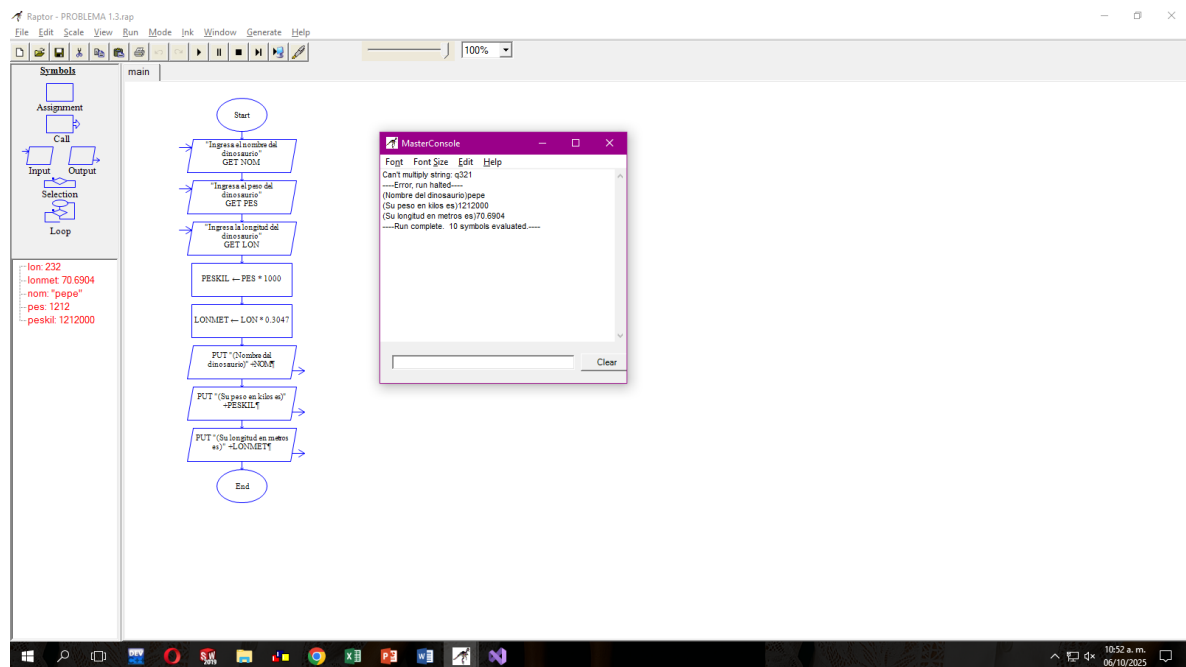 Raptor - PROBLEMA 1.3.rap
File Edit Scale View Run Mode Ink Window Generate Help
100%
Symbols
main
Assignment
Call
Input Output
Selection
Loop
lon: 232
lonmet: 70.6904
nom: "pepe"
pes: 1212
peskil: 1212000
Start
"Ingresa el nombre del
dinosaurio"
GET NOM
"Ingresa el peso del
dinosaurio"
GET PES
"Ingresa la longitud del
dinosaurio"
GET LON
PESKIL ← PES * 1000
LONMET ← LON * 0.3047
PUT "(Nombre del
dinosaurio)" +NOM¶
PUT "(Su peso en kilos es)"
+PESKIL¶
PUT "(Su longitud en metros
es)" +LONMET¶
End
MasterConsole
Font Font Size Edit Help
Can't multiply string: q321
----Error, run halted----
(Nombre del dinosaurio)pepe
(Su peso en kilos es)1212000
(Su longitud en metros es)70.6904
----Run complete. 10 symbols evaluated.----
Clear
DEV
SW
2019
10:52 a. m.
06/10/2025